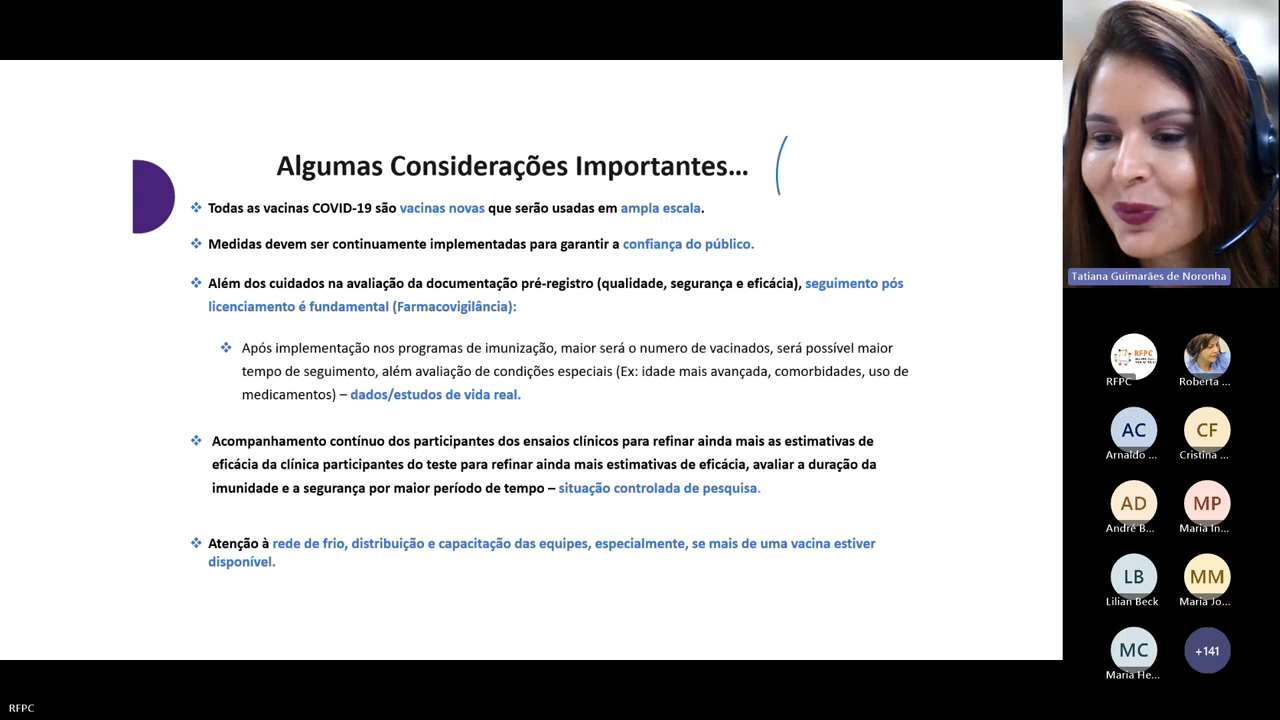 Algumas Considerações Importantes...
❖ Todas as vacinas COVID-19 são vacinas novas que serão usadas em ampla escala.
❖ Medidas devem ser continuamente implementadas para garantir a confiança do público.
❖ Além dos cuidados na avaliação da documentação pré-registro (qualidade, segurança e eficácia), seguimento pós
licenciamento é fundamental (Farmacovigilância):
❖ Após implementação nos programas de imunização, maior será o numero de vacinados, será possível maior
tempo de seguimento, além avaliação de condições especiais (Ex: idade mais avançada, comorbidades, uso de
medicamentos) – dados/estudos de vida real.
❖ Acompanhamento contínuo dos participantes dos ensaios clínicos para refinar ainda mais as estimativas de
eficácia da clínica participantes do teste para refinar ainda mais estimativas de eficácia, avaliar a duração da
imunidade e a segurança por maior período de tempo – situação controlada de pesquisa.
❖ Atenção à rede de frio, distribuição e capacitação das equipes, especialmente, se mais de uma vacina estiver
disponível.
Tatiana Guimarães de Noronha
RFPC
RFPC
Roberta ...
AC
Arnaldo ...
CF
Cristina ...
AD
André B...
MP
Maria In...
LB
Lilian Beck
MM
Maria Jo...
MC
Maria He...
+141
RFPC